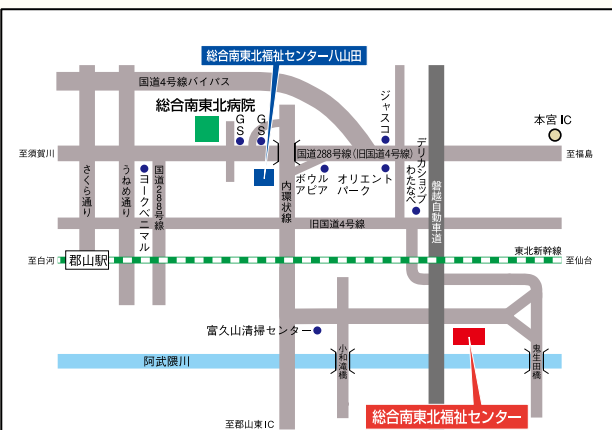 総合南東北福祉センター八山田
国道4号線バイパス
総合南東北病院
GS
GS
ジャスコ
本宮IC
至須賀川
国道288号線(旧国道4号線)
至福島
さくら通り
うねめ通り
ヨークベニマル
国道288号線
内環状線
ボウル
アピア
オリエント
パーク
デリカショップ
わたなべ
磐越自動車道
旧国道4号線
東北新幹線
至白河
郡山駅
至仙台
富久山清掃センター
小和滝橋
鬼生田橋
阿武隈川
総合南東北福祉センター
至郡山東IC